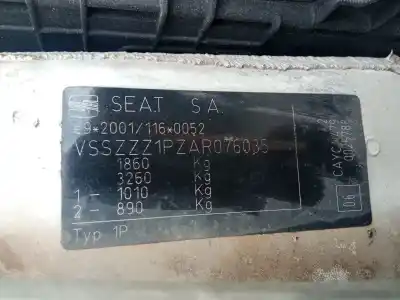 SEAT S.A.
e9*2001/116*0052
VSSZZZ1PZAR076035
1860 Kg
3260 Kg
1 - 1010 Kg
2 - 890 Kg
Typ 1P